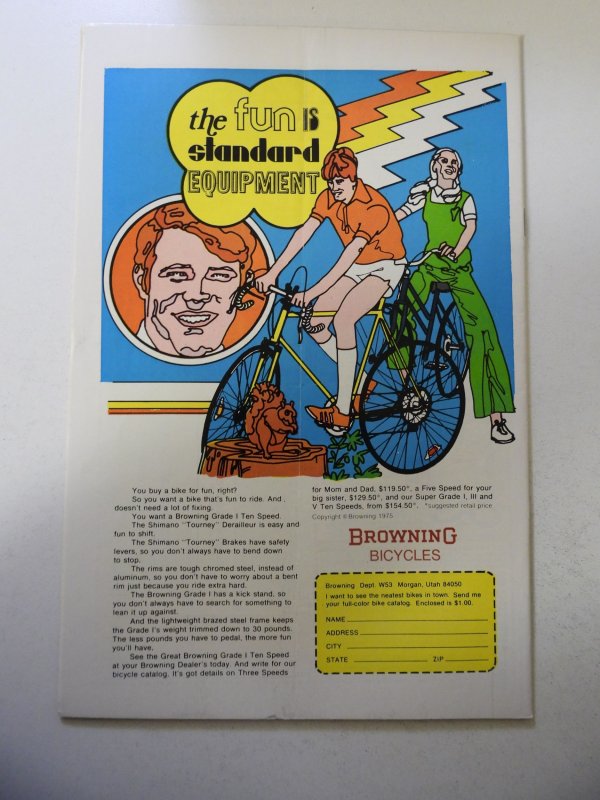 the fun IS
standard
EQUIPMENT
You buy a bike for fun, right?
So you want a bike that's fun to ride. And
doesn't need a lot of fixing.
You want a Browning Grade I Ten Speed.
The Shimano "Tourney" Derailleur is easy and
fun to shift.
The Shimano "Tourney" Brakes have safety
levers, so you don't always have to bend down
to stop.
The rims are tough chromed steel, instead of
aluminum, so you don't have to worry about a bent
rim just because you ride extra hard.
The Browning Grade I has a kick stand, so
you don't always have to search for something to
lean it up against.
And the lightweight brazed steel frame keeps
the Grade I's weight trimmed down to 30 pounds.
The less pounds you have to pedal, the more fun
you'll have.
See the Great Browning Grade I Ten Speed
at your Browning Dealer's today. And write for our
bicycle catalog. It's got details on Three Speeds
for Mom and Dad, $119.50*, a Five Speed for your
big sister, $129.50*, and our Super Grade I, III and
V Ten Speeds, from $154.50*. *suggested retail price
Copyright © Browning 1975
BROWNING
BICYCLES
Browning Dept. W53 Morgan, Utah 84050
I want to see the neatest bikes in town. Send me
your full-color bike catalog. Enclosed is $1.00.
NAME
ADDRESS
CITY
STATE ZIP